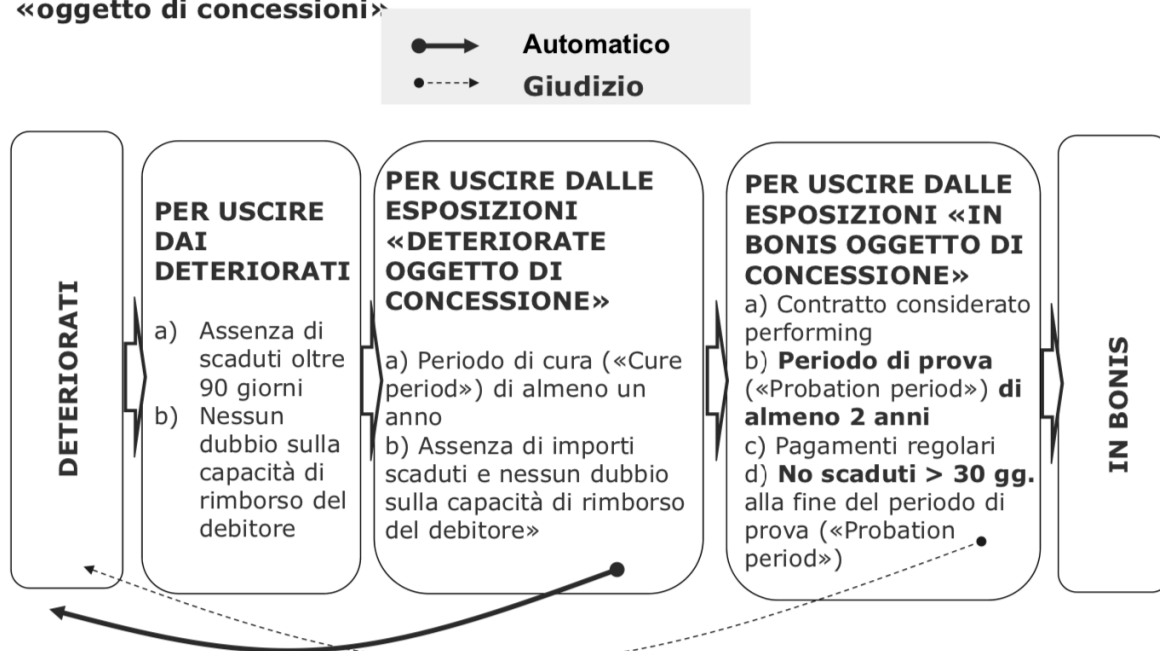 «oggetto di concessioni»
Automatico
Giudizio
DETERIORATI
PER USCIRE
DAI
DETERIORATI
a) Assenza di
scaduti oltre
90 giorni
b) Nessun
dubbio sulla
capacità di
rimborso del
debitore
PER USCIRE DALLE
ESPOSIZIONI
«DETERIORATE
OGGETTO DI
CONCESSIONE»
a) Periodo di cura («Cure
period») di almeno un
anno
b) Assenza di importi
scaduti e nessun dubbio
sulla capacità di rimborso
del debitore»
PER USCIRE DALLE
ESPOSIZIONI «IN
BONIS OGGETTO DI
CONCESSIONE»
a) Contratto considerato
performing
b) Periodo di prova
(«Probation period») di
almeno 2 anni
c) Pagamenti regolari
d) No scaduti > 30 gg.
alla fine del periodo di
prova («Probation
period»)
IN BONIS